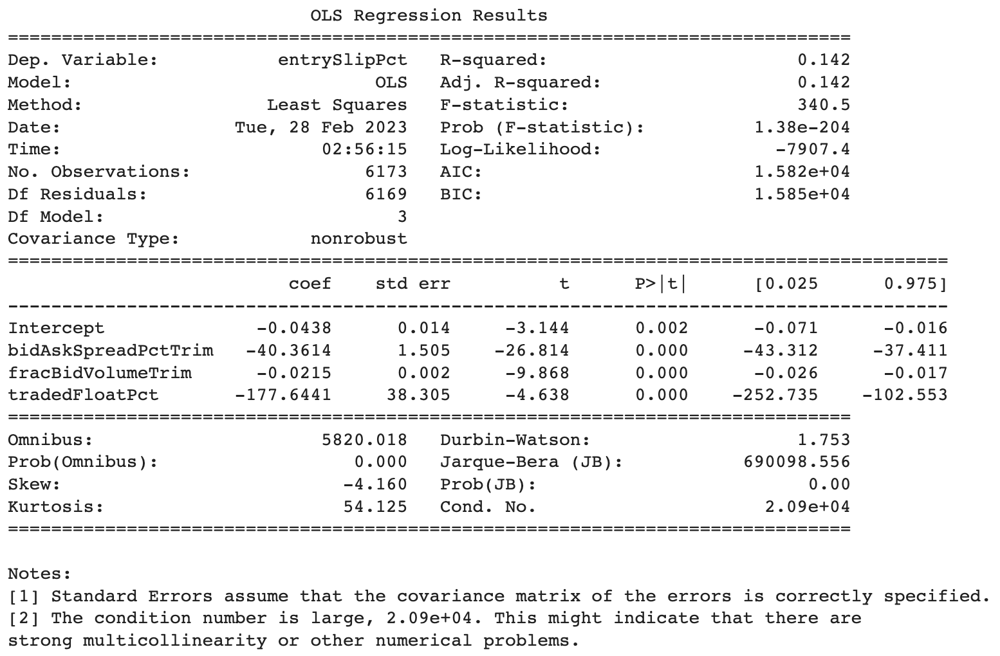 OLS Regression Results
==============================================================================
Dep. Variable:           entrySlipPct   R-squared:                       0.142
Model:                            OLS   Adj. R-squared:                  0.142
Method:                 Least Squares   F-statistic:                     340.5
Date:                Tue, 28 Feb 2023   Prob (F-statistic):          1.38e-204
Time:                        02:56:15   Log-Likelihood:                -7907.4
No. Observations:                6173   AIC:                         1.582e+04
Df Residuals:                    6169   BIC:                         1.585e+04
Df Model:                           3
Covariance Type:            nonrobust
=======================================================================================
                          coef    std err          t      P>|t|      [0.025      0.975]
---------------------------------------------------------------------------------------
Intercept              -0.0438      0.014     -3.144      0.002      -0.071      -0.016
bidAskSpreadPctTrim   -40.3614      1.505    -26.814      0.000     -43.312     -37.411
fracBidVolumeTrim      -0.0215      0.002     -9.868      0.000      -0.026      -0.017
tradedFloatPct       -177.6441     38.305     -4.638      0.000    -252.735    -102.553
==============================================================================
Omnibus:                     5820.018   Durbin-Watson:                   1.753
Prob(Omnibus):                  0.000   Jarque-Bera (JB):           690098.556
Skew:                          -4.160   Prob(JB):                         0.00
Kurtosis:                      54.125   Cond. No.                     2.09e+04
==============================================================================
Notes:
[1] Standard Errors assume that the covariance matrix of the errors is correctly specified.
[2] The condition number is large, 2.09e+04. This might indicate that there are
strong multicollinearity or other numerical problems.